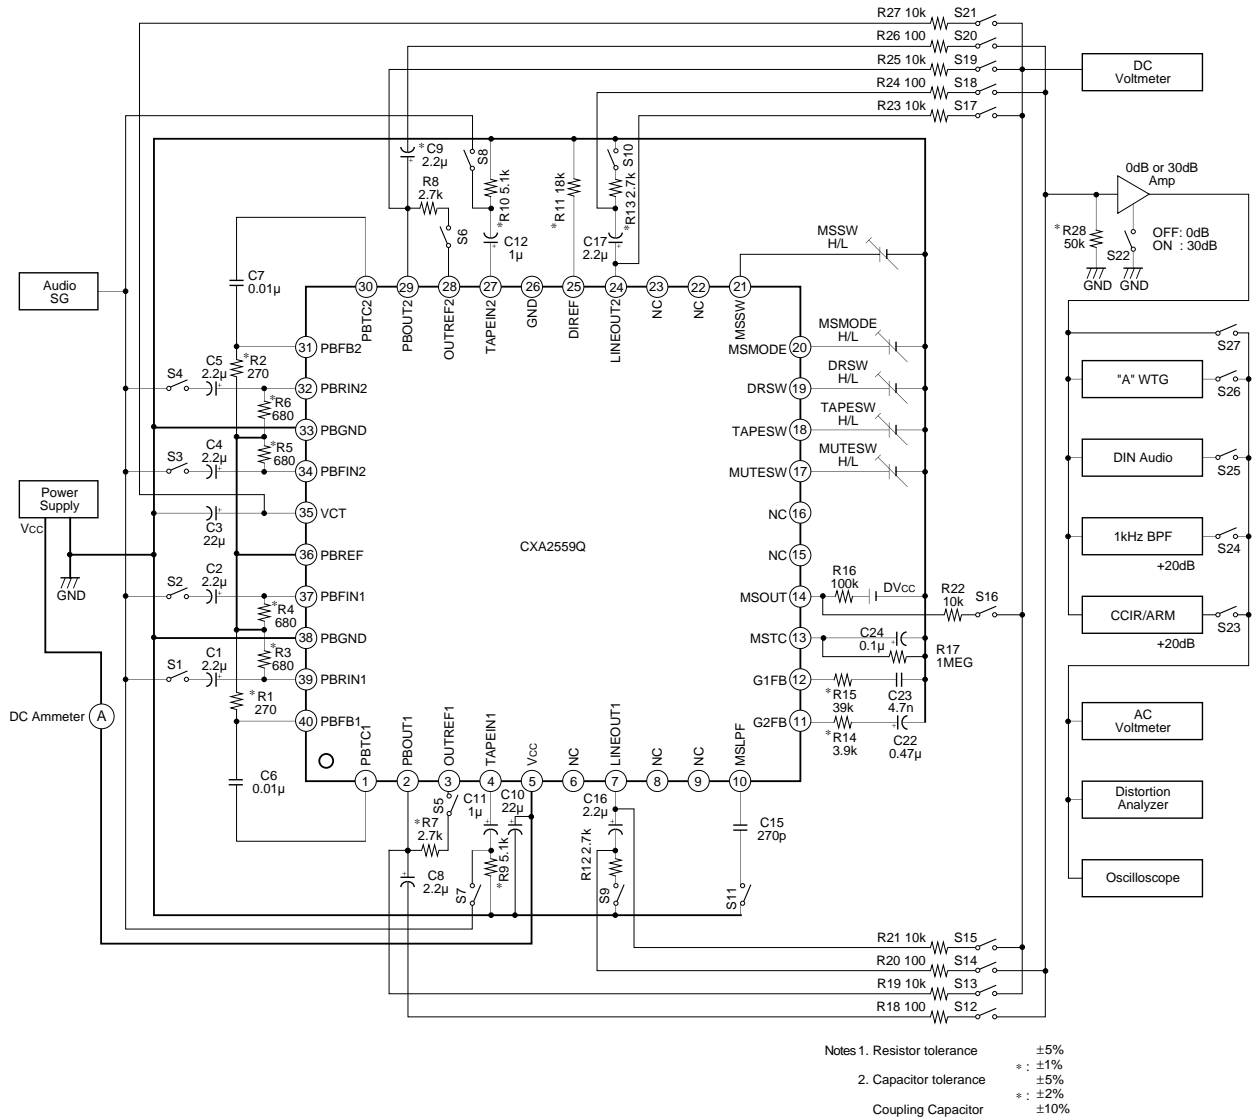 R27 10k S21
R26 100 S20
R25 10k S19
R24 100 S18
R23 10k S17
DC
Voltmeter
*C9
2.2µ
S8
*R10 5.1k
*R11 18k
S10
*R13 2.7k
R8
2.7k
S6
C12
1µ
C17
2.2µ
0dB or 30dB
Amp
*R28
50k
S22
OFF: 0dB
ON : 30dB
GND GND
MSSW
H/L
Audio
SG
C7
0.01µ
30 29 28 27 26 25 24 23 22 21
PBTC2
PBOUT2
OUTREF2
TAPEIN2
GND
DIREF
LINEOUT2
NC
NC
MSSW
31 PBFB2
*R2
270
S4
C5
2.2µ
32 PBRIN2
*R6
680
33 PBGND
*R5
680
S3
C4
2.2µ
34 PBFIN2
35 VCT
C3
22µ
36 PBREF
S2
C2
2.2µ
37 PBFIN1
*R4
680
38 PBGND
*R3
680
S1
C1
2.2µ
39 PBRIN1
*R1
270
40 PBFB1
C6
0.01µ
Power
Supply
Vcc
GND
DC Ammeter A
CXA2559Q
MSMODE 20
MSMODE
H/L
DRSW 19
DRSW
H/L
TAPESW 18
TAPESW
H/L
MUTESW 17
MUTESW
H/L
NC 16
NC 15
MSOUT 14
R16
100k
DVcc
R22
10k
S16
MSTC 13
C24
0.1µ
R17
1MEG
G1FB 12
*R15
39k
C23
4.7n
G2FB 11
*R14
3.9k
C22
0.47µ
S27
"A" WTG
S26
DIN Audio
S25
1kHz BPF
S24
+20dB
CCIR/ARM
S23
+20dB
AC
Voltmeter
Distortion
Analyzer
Oscilloscope
PBTC1
PBOUT1
OUTREF1
TAPEIN1
Vcc
NC
LINEOUT1
NC
NC
MSLPF
1 2 3 4 5 6 7 8 9 10
S5
*R7
2.7k
C8
2.2µ
C11
1µ
C10
22µ
S7
*R9 5.1k
C16
2.2µ
R12 2.7k
S9
C15
270p
S11
R21 10k S15
R20 100 S14
R19 10k S13
R18 100 S12
Notes 1. Resistor tolerance ±5%
* : ±1%
2. Capacitor tolerance ±5%
* : ±2%
Coupling Capacitor ±10%